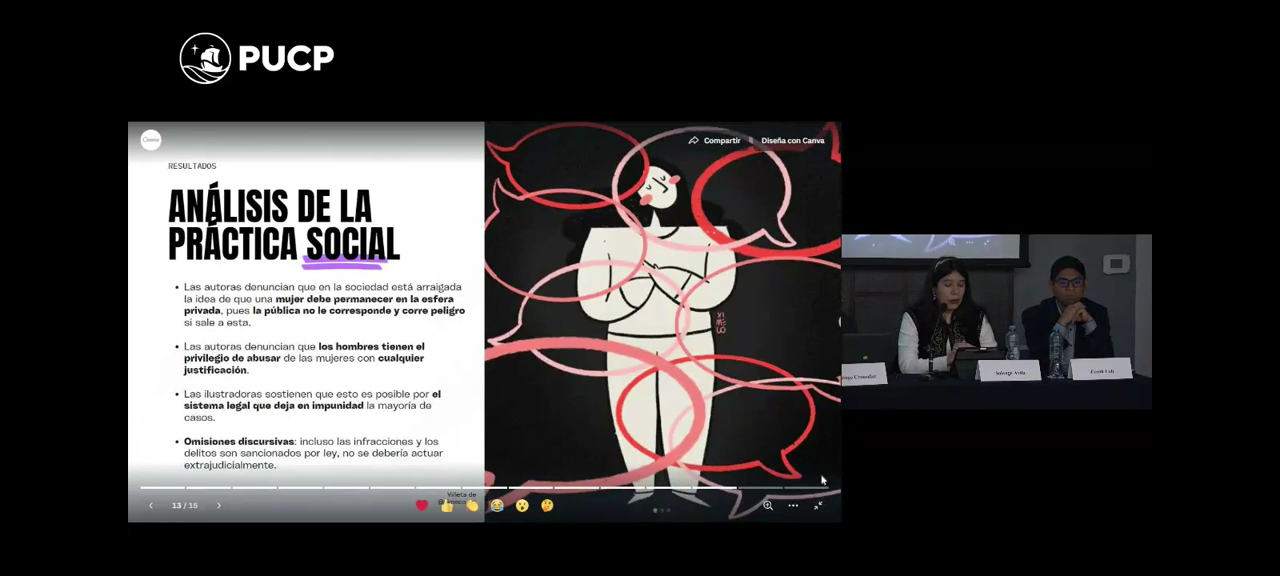 PUCP
Compartir
Diseña con Canva
RESULTADOS
ANÁLISIS DE LA
PRÁCTICA SOCIAL
• Las autoras denuncian que en la sociedad está arraigada
la idea de que una mujer debe permanecer en la esfera
privada, pues la pública no le corresponde y corre peligro
si sale a esta.
• Las autoras denuncian que los hombres tienen el
privilegio de abusar de las mujeres con cualquier
justificación.
• Las ilustradoras sostienen que esto es posible por el
sistema legal que deja en impunidad la mayoría de
casos.
• Omisiones discursivas: incluso las infracciones y los
delitos son sancionados por ley, no se debería actuar
extrajudicialmente.
Viñeta de
13 / 15